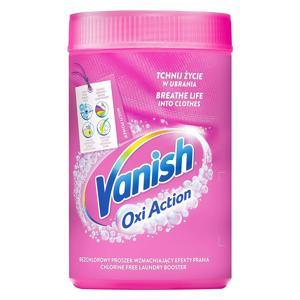 TCHNIJ ŻYCIE
W UBRANIA
BREATHE LIFE
INTO CLOTHES
Vanish
Oxi Action
BEZCHLOROWY PROSZEK WZMACNIAJĄCY EFEKTY PRANIA
CHLORINE FREE LAUNDRY BOOSTER